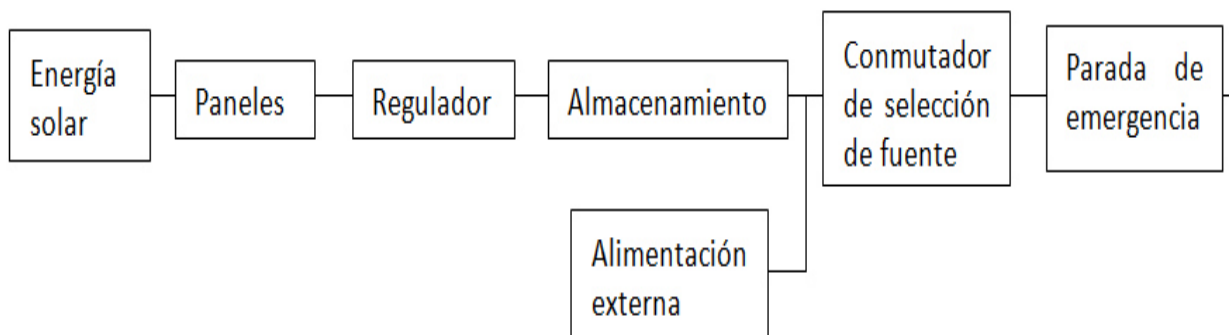 Energía
solar
Paneles
Regulador
Almacenamiento
Conmutador
de selección
de fuente
Parada de
emergencia
Alimentación
externa